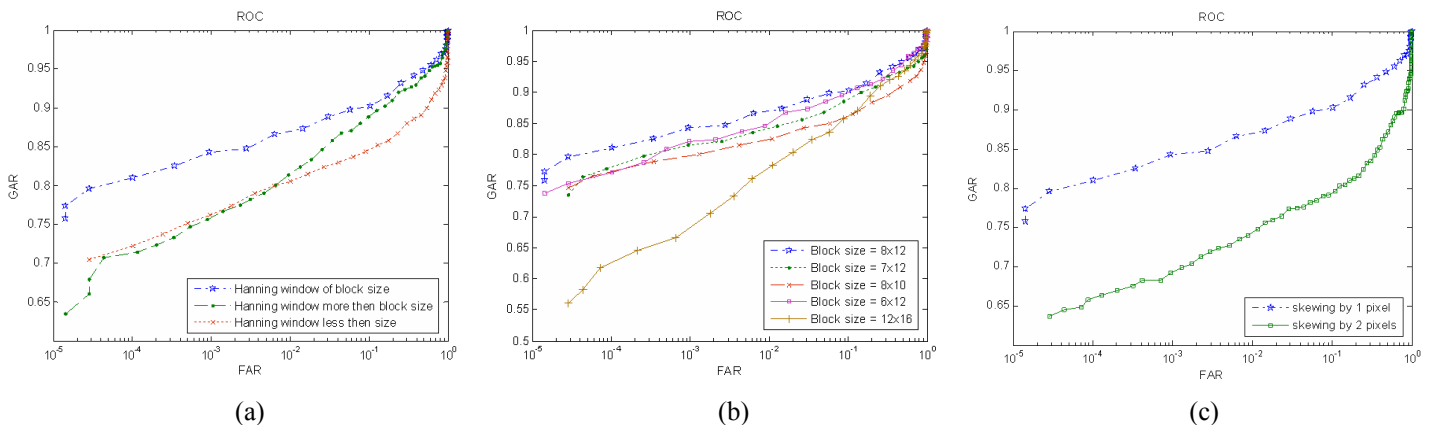 ROC
1
0.95
0.9
0.85
0.8
0.75
0.7
0.65
GAR
10^-5
10^-4
10^-3
10^-2
10^-1
10^0
FAR
Hanning window of block size
Hanning window more then block size
Hanning window less then size
(a)
ROC
1
0.95
0.9
0.85
0.8
0.75
0.7
0.65
0.6
0.55
0.5
GAR
10^-5
10^-4
10^-3
10^-2
10^-1
10^0
FAR
Block size = 8x12
Block size = 7x12
Block size = 8x10
Block size = 6x12
Block size = 12x16
(b)
ROC
1
0.95
0.9
0.85
0.8
0.75
0.7
0.65
GAR
10^-5
10^-4
10^-3
10^-2
10^-1
10^0
FAR
skewing by 1 pixel
skewing by 2 pixels
(c)